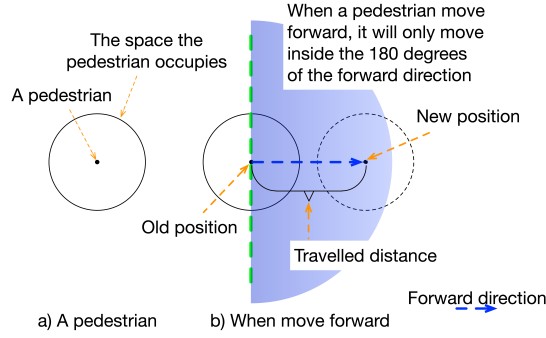 When a pedestrian move
forward, it will only move
inside the 180 degrees
of the forward direction
The space the
pedestrian occupies
A pedestrian
New position
Old position
Travelled distance
Forward direction
a) A pedestrian
b) When move forward